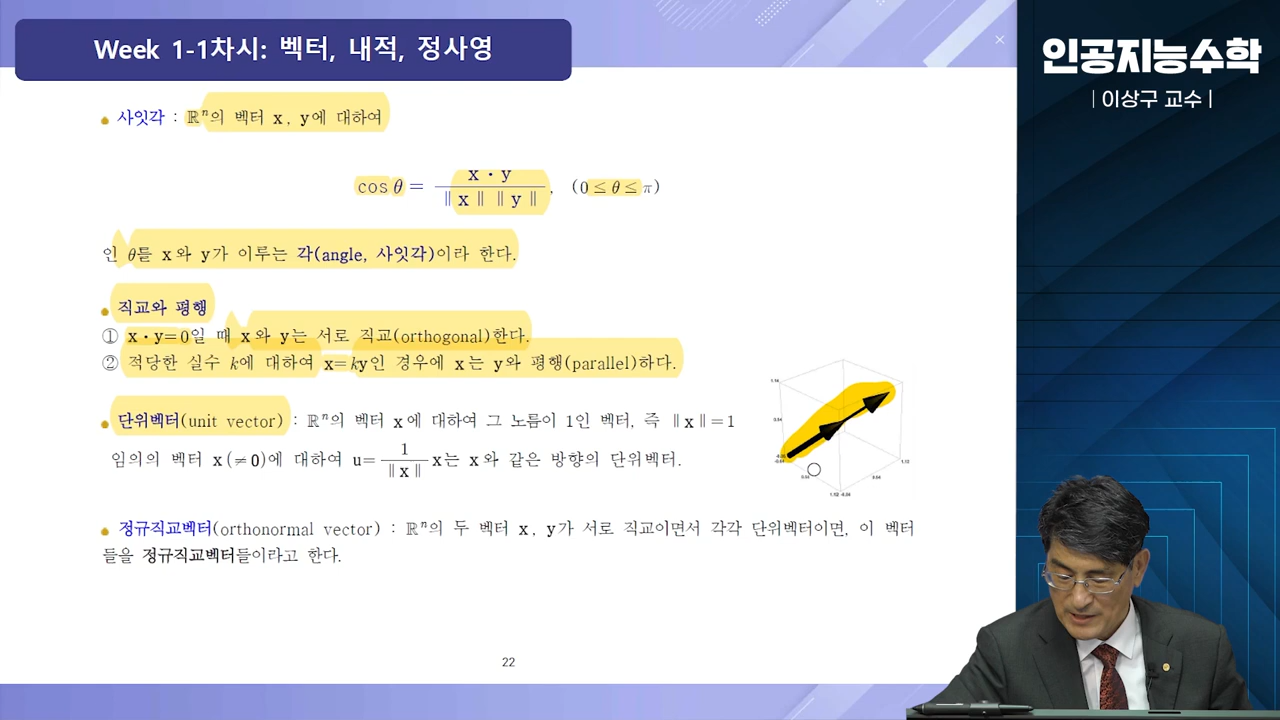 Week 1-1차시: 벡터, 내적, 정사영
인공지능수학
| 이상구 교수 |
사잇각 : ℝⁿ의 벡터 x, y에 대하여
cos θ = x · y / ‖x‖ ‖y‖, (0 ≤ θ ≤ π)
인 θ를 x와 y가 이루는 각(angle, 사잇각)이라 한다.
직교와 평행
① x · y = 0일 때 x와 y는 서로 직교(orthogonal)한다.
② 적당한 실수 k에 대하여 x = ky인 경우에 x는 y와 평행(parallel)하다.
단위벡터(unit vector) : ℝⁿ의 벡터 x에 대하여 그 노름이 1인 벡터, 즉 ‖x‖ = 1
임의의 벡터 x (≠0)에 대하여 u = 1/‖x‖ x는 x와 같은 방향의 단위벡터.
정규직교벡터(orthonormal vector) : ℝⁿ의 두 벡터 x, y가 서로 직교이면서 각각 단위벡터이면, 이 벡터
들을 정규직교벡터들이라고 한다.
22